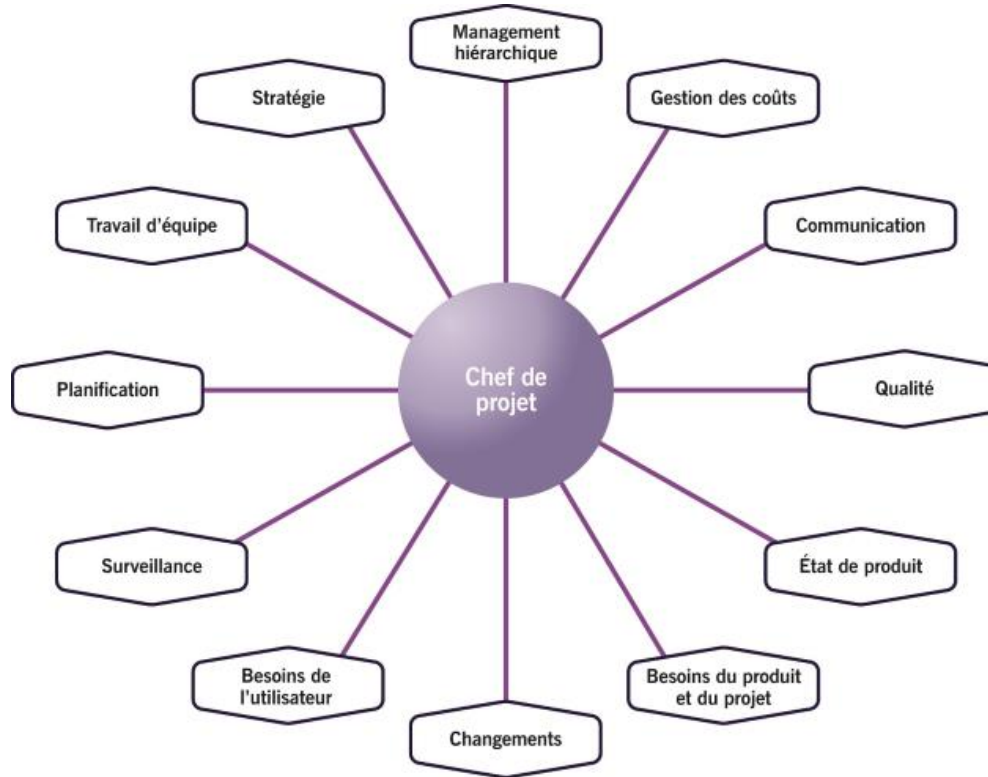 Management
hiérarchique
Stratégie
Gestion des coûts
Travail d'équipe
Communication
Chef de
projet
Planification
Qualité
Surveillance
État de produit
Besoins de
l'utilisateur
Besoins du produit
et du projet
Changements